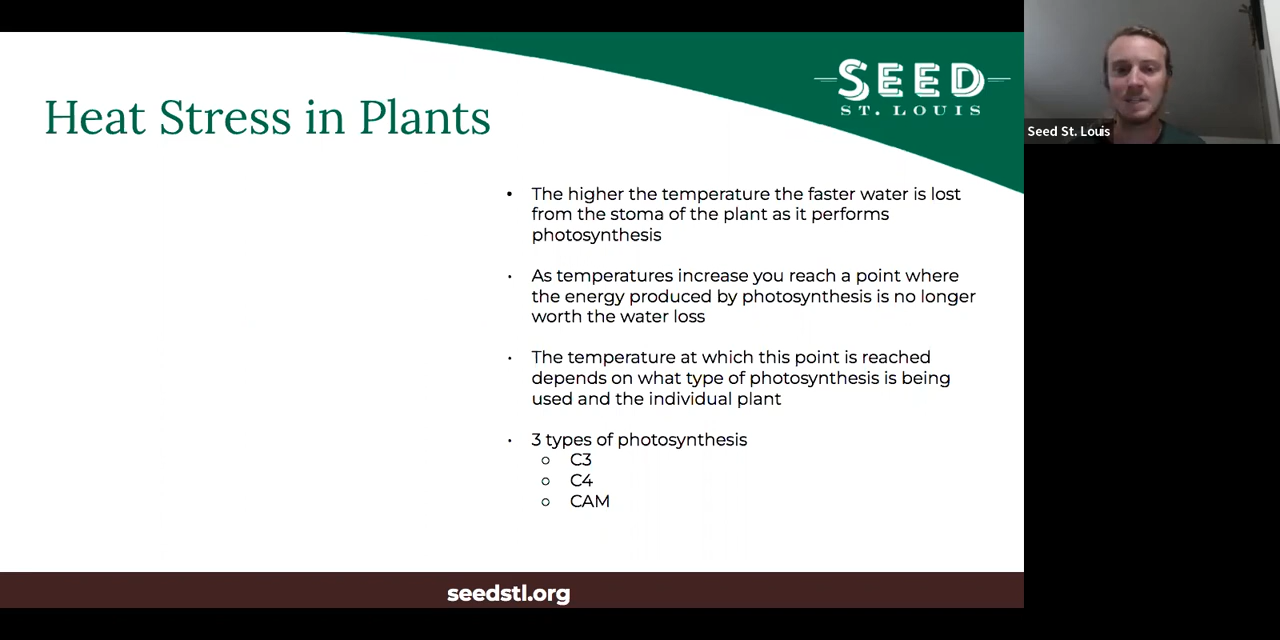 SEED
ST. LOUIS
Seed St. Louis
Heat Stress in Plants
• The higher the temperature the faster water is lost
from the stoma of the plant as it performs
photosynthesis
• As temperatures increase you reach a point where
the energy produced by photosynthesis is no longer
worth the water loss
• The temperature at which this point is reached
depends on what type of photosynthesis is being
used and the individual plant
• 3 types of photosynthesis
○ C3
○ C4
○ CAM
seedstl.org